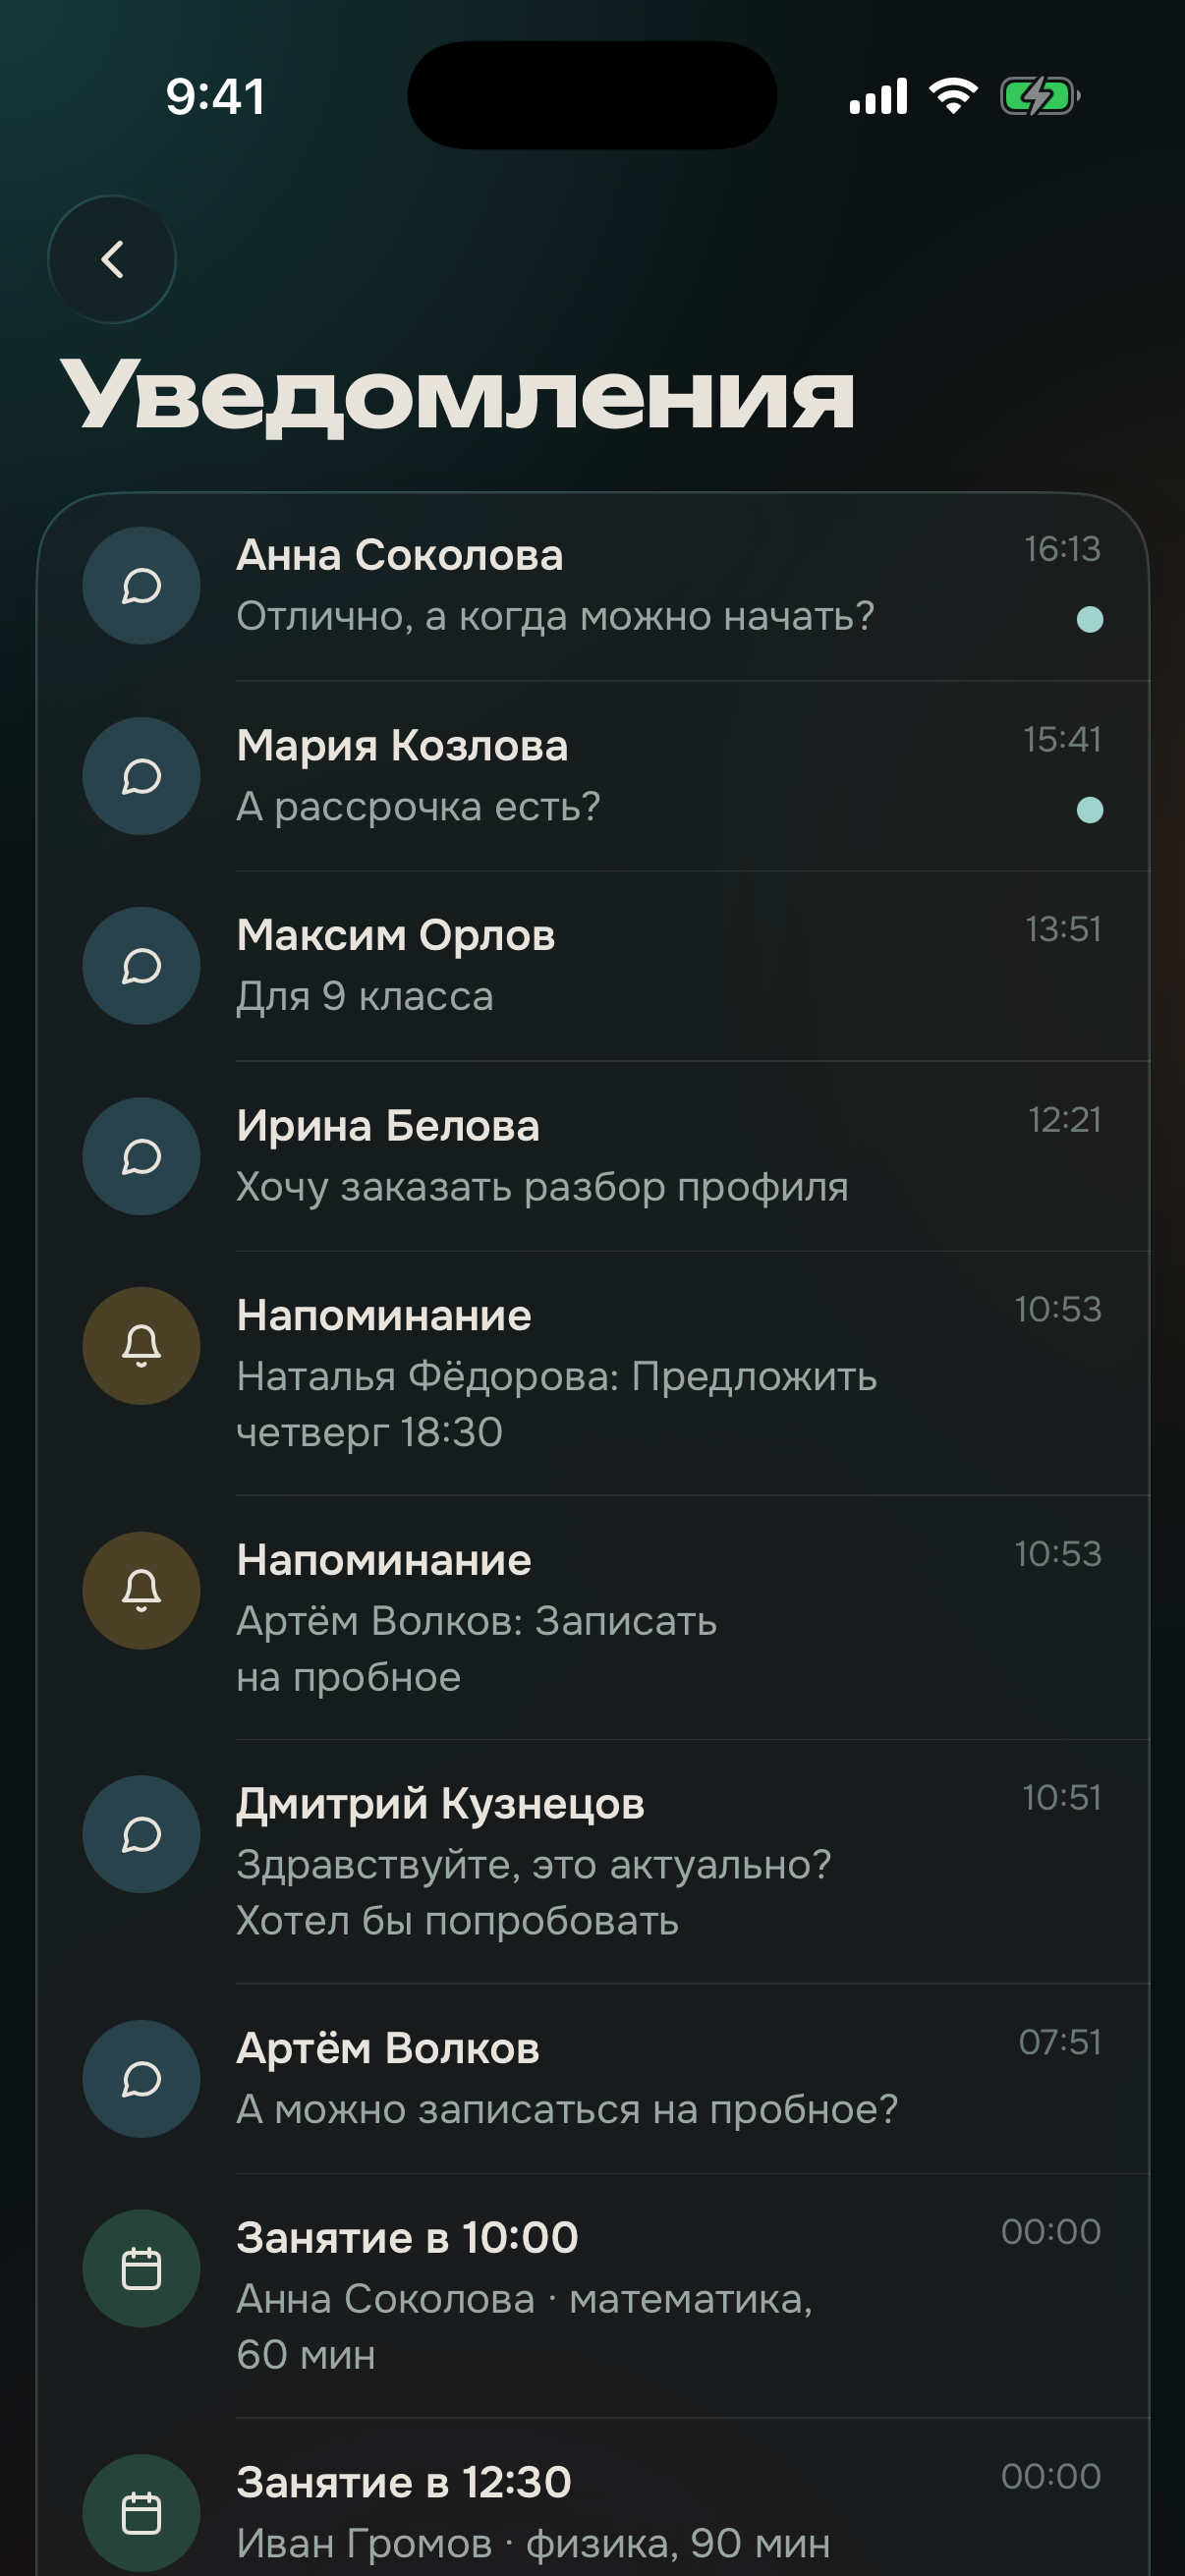 9:41
Уведомления
Анна Соколова 16:13
Отлично, а когда можно начать?
Мария Козлова 15:41
А рассрочка есть?
Максим Орлов 13:51
Для 9 класса
Ирина Белова 12:21
Хочу заказать разбор профиля
Напоминание 10:53
Наталья Фёдорова: Предложить
четверг 18:30
Напоминание 10:53
Артём Волков: Записать
на пробное
Дмитрий Кузнецов 10:51
Здравствуйте, это актуально?
Хотел бы попробовать
Артём Волков 07:51
А можно записаться на пробное?
Занятие в 10:00 00:00
Анна Соколова · математика,
60 мин
Занятие в 12:30 00:00
Иван Громов · физика, 90 мин